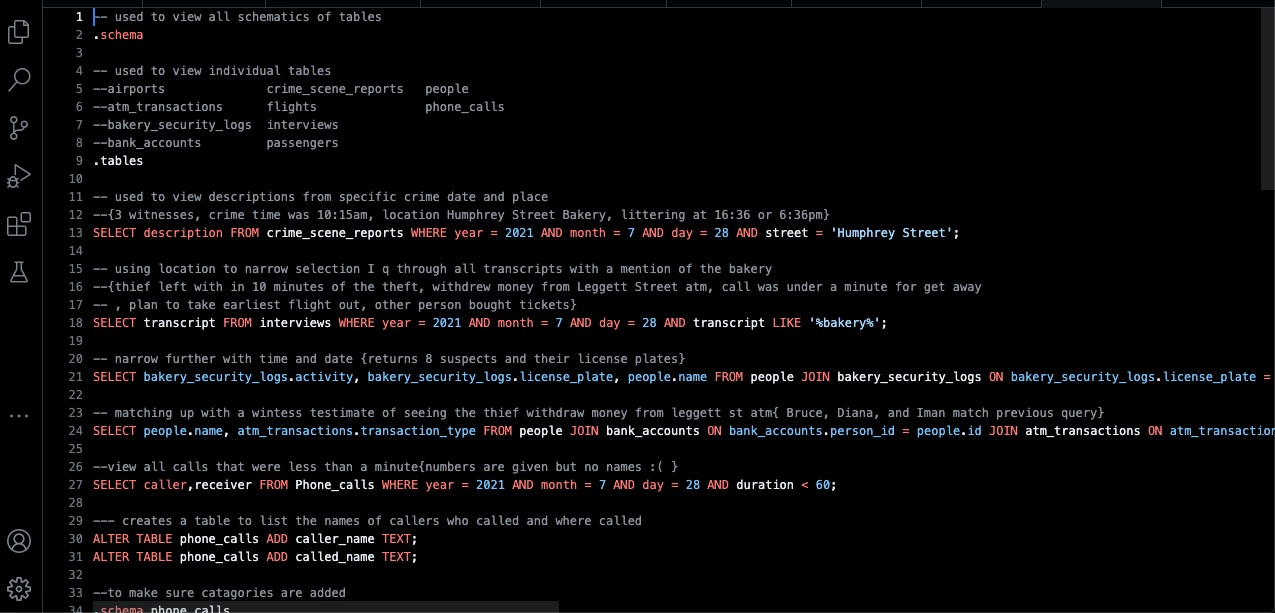 1 -- used to view all schematics of tables
2 .schema
3
4 -- used to view individual tables
5 --airports              crime_scene_reports   people
6 --atm_transactions      flights               phone_calls
7 --bakery_security_logs  interviews
8 --bank_accounts         passengers
9 .tables
10
11 -- used to view descriptions from specific crime date and place
12 --{3 witnesses, crime time was 10:15am, location Humphrey Street Bakery, littering at 16:36 or 6:36pm}
13 SELECT description FROM crime_scene_reports WHERE year = 2021 AND month = 7 AND day = 28 AND street = 'Humphrey Street';
14
15 -- using location to narrow selection I q through all transcripts with a mention of the bakery
16 --{thief left with in 10 minutes of the theft, withdrew money from Leggett Street atm, call was under a minute for get away
17 -- , plan to take earliest flight out, other person bought tickets}
18 SELECT transcript FROM interviews WHERE year = 2021 AND month = 7 AND day = 28 AND transcript LIKE '%bakery%';
19
20 -- narrow further with time and date {returns 8 suspects and their license plates}
21 SELECT bakery_security_logs.activity, bakery_security_logs.license_plate, people.name FROM people JOIN bakery_security_logs ON bakery_security_logs.license_plate =
22
23 -- matching up with a wintess testimate of seeing the thief withdraw money from leggett st atm{ Bruce, Diana, and Iman match previous query}
24 SELECT people.name, atm_transactions.transaction_type FROM people JOIN bank_accounts ON bank_accounts.person_id = people.id JOIN atm_transactions ON atm_transaction
25
26 --view all calls that were less than a minute{numbers are given but no names :( }
27 SELECT caller,receiver FROM Phone_calls WHERE year = 2021 AND month = 7 AND day = 28 AND duration < 60;
28
29 --- creates a table to list the names of callers who called and where called
30 ALTER TABLE phone_calls ADD caller_name TEXT;
31 ALTER TABLE phone_calls ADD called_name TEXT;
32
33 --to make sure catagories are added
34 .schema phone_calls